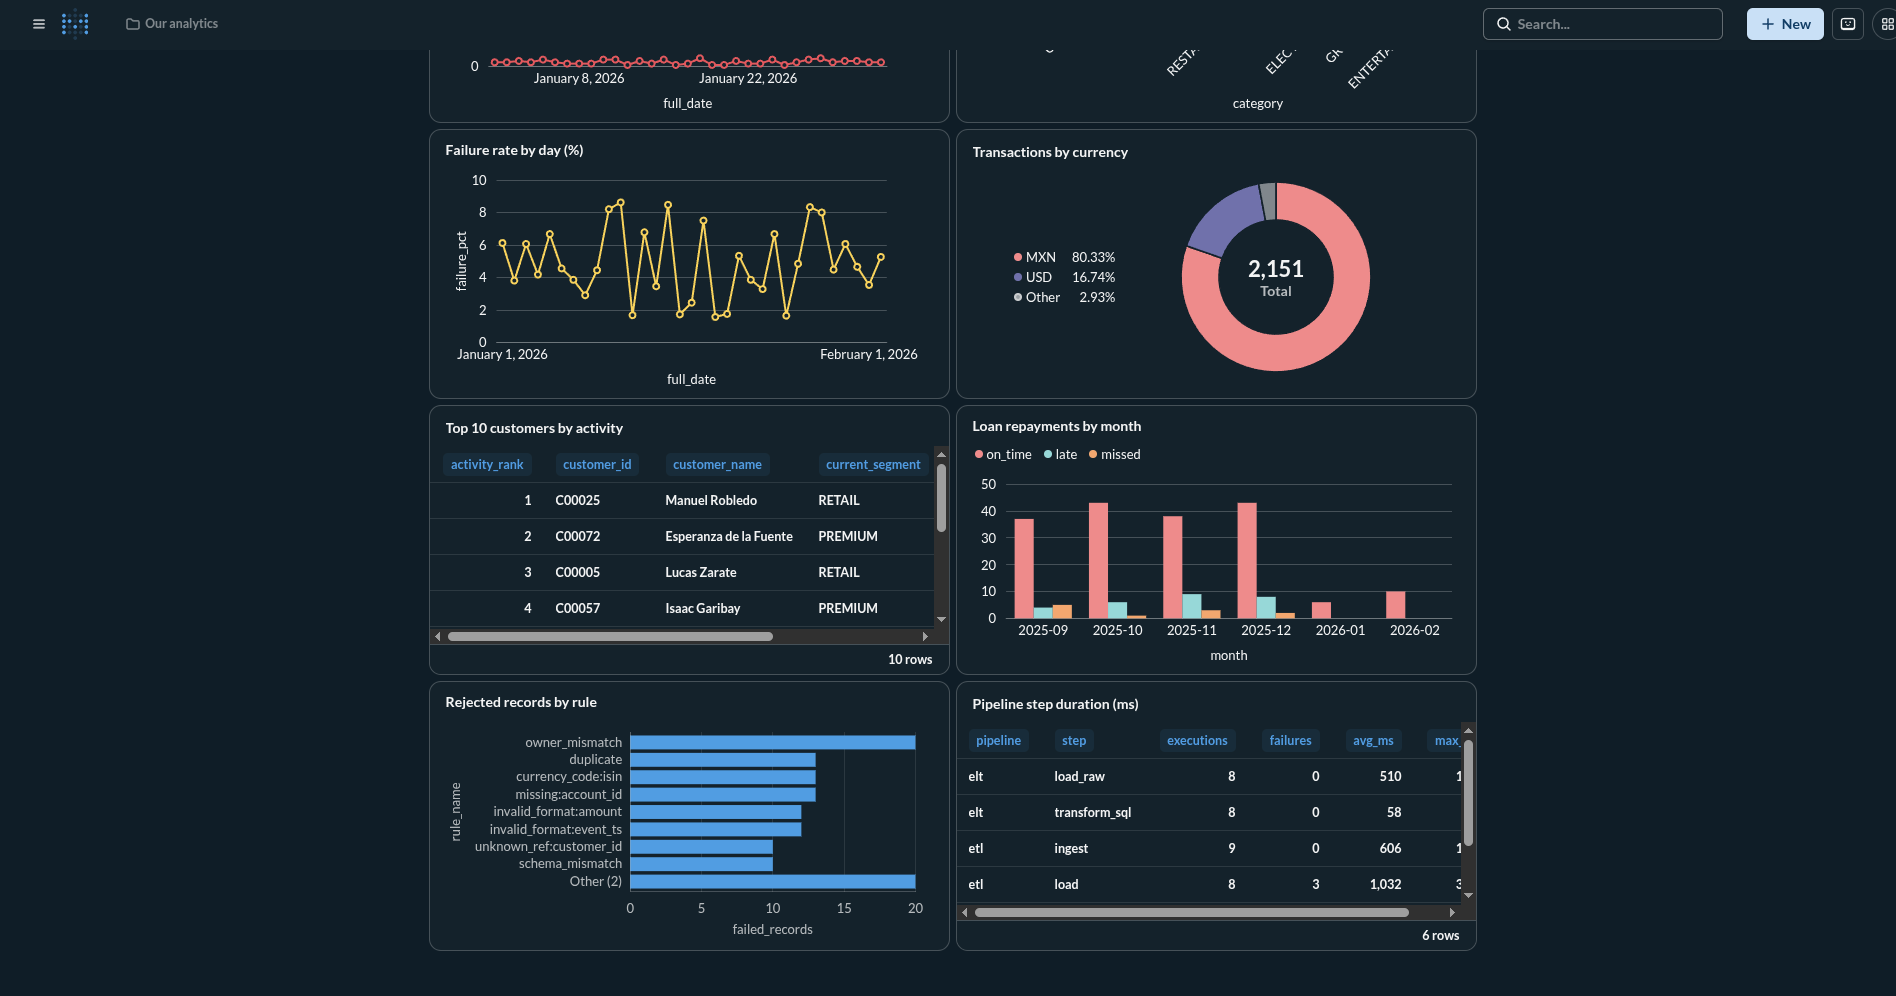 Our analytics
Search...
New
0
January 8, 2026
January 22, 2026
full_date
category
Failure rate by day (%)
10
8
6
4
2
0
failure_pct
January 1, 2026
February 1, 2026
full_date
Transactions by currency
MXN 80.33%
USD 16.74%
Other 2.93%
2,151
Total
Top 10 customers by activity
activity_rank customer_id customer_name current_segment
1 C00025 Manuel Robledo RETAIL
2 C00072 Esperanza de la Fuente PREMIUM
3 C00005 Lucas Zarate RETAIL
4 C00057 Isaac Garibay PREMIUM
10 rows
Loan repayments by month
on_time late missed
50
40
30
20
10
0
2025-09 2025-10 2025-11 2025-12 2026-01 2026-02
month
Rejected records by rule
rule_name
owner_mismatch
duplicate
currency_code:isin
missing:account_id
invalid_format:amount
invalid_format:event_ts
unknown_ref:customer_id
schema_mismatch
Other (2)
0 5 10 15 20
failed_records
Pipeline step duration (ms)
pipeline step executions failures avg_ms max_
elt load_raw 8 0 510 1
elt transform_sql 8 0 58
etl ingest 9 0 606 1
etl load 8 3 1,032 3
6 rows